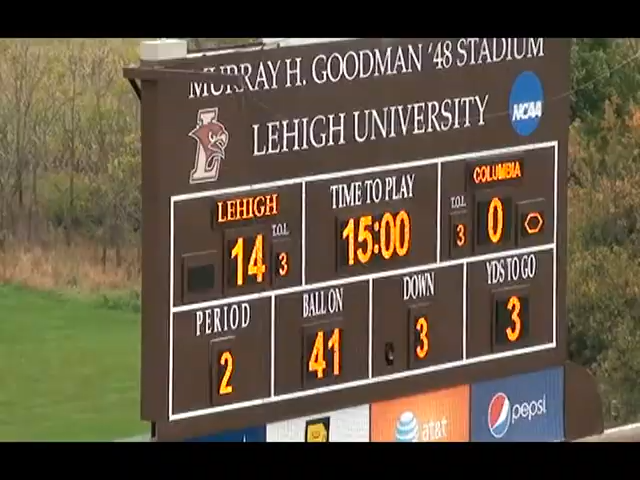 MURRAY H. GOODMAN '48 STADIUM
LEHIGH UNIVERSITY
NCAA
L
LEHIGH
TIME TO PLAY
COLUMBIA
T.O.L
14
3
15:00
T.O.L
3
0
PERIOD
BALL ON
DOWN
YDS TO GO
2
41
3
3
at&t
pepsi